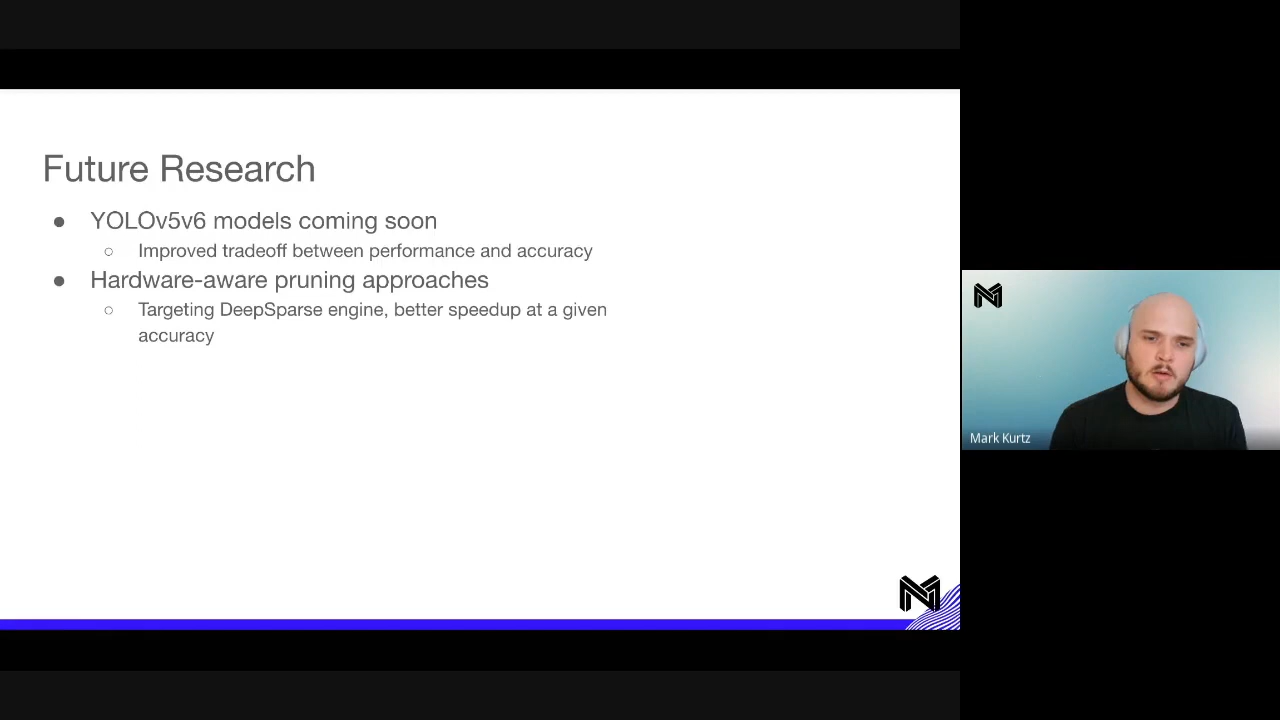 Future Research
● YOLOv5v6 models coming soon
○ Improved tradeoff between performance and accuracy
● Hardware-aware pruning approaches
○ Targeting DeepSparse engine, better speedup at a given
accuracy
Mark Kurtz